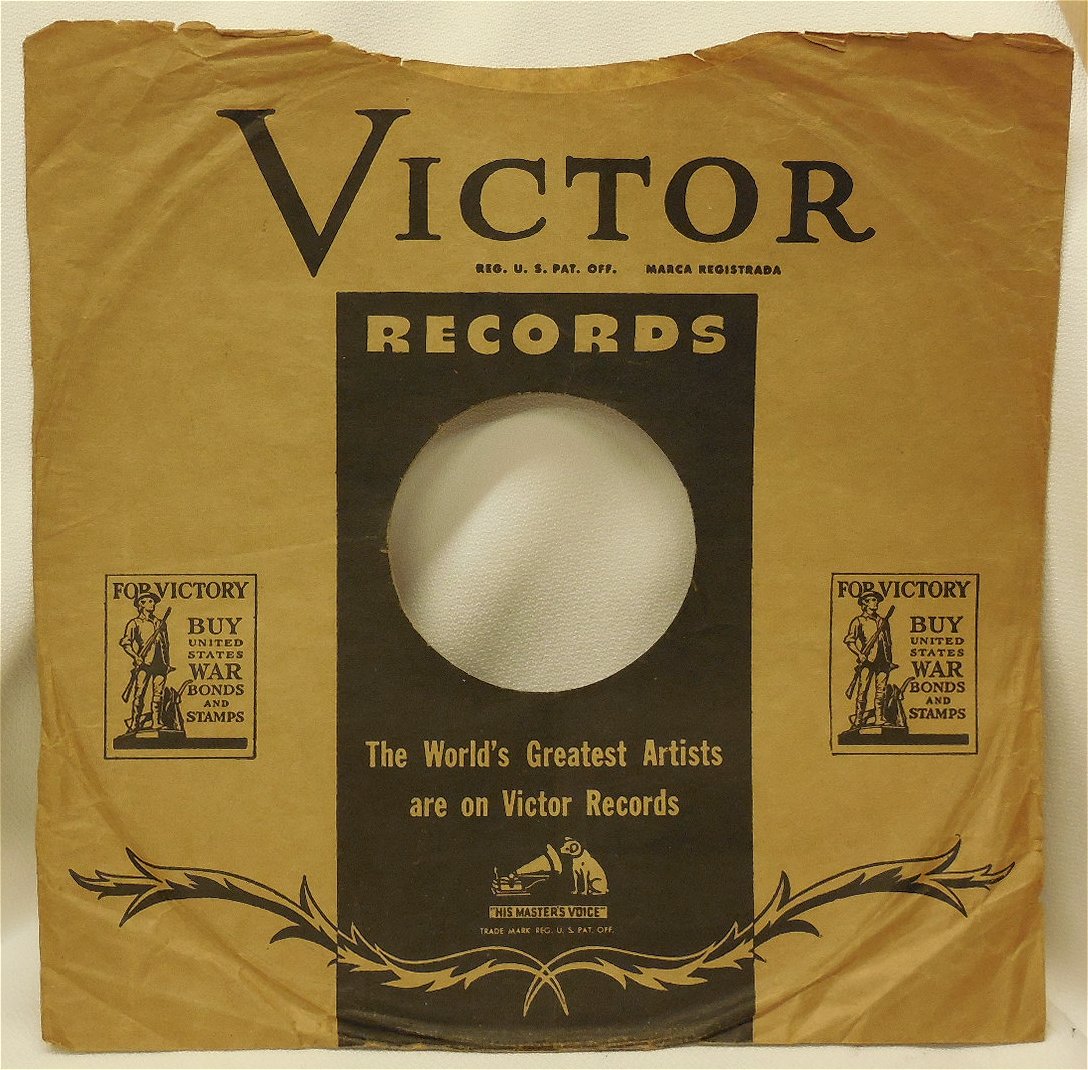 VICTOR
REG. U. S. PAT. OFF. MARCA REGISTRADA
RECORDS
FOR VICTORY
BUY
UNITED
STATES
WAR
BONDS
AND
STAMPS
FOR VICTORY
BUY
UNITED
STATES
WAR
BONDS
AND
STAMPS
The World's Greatest Artists
are on Victor Records
"HIS MASTER'S VOICE"
TRADE MARK REG. U. S. PAT. OFF.